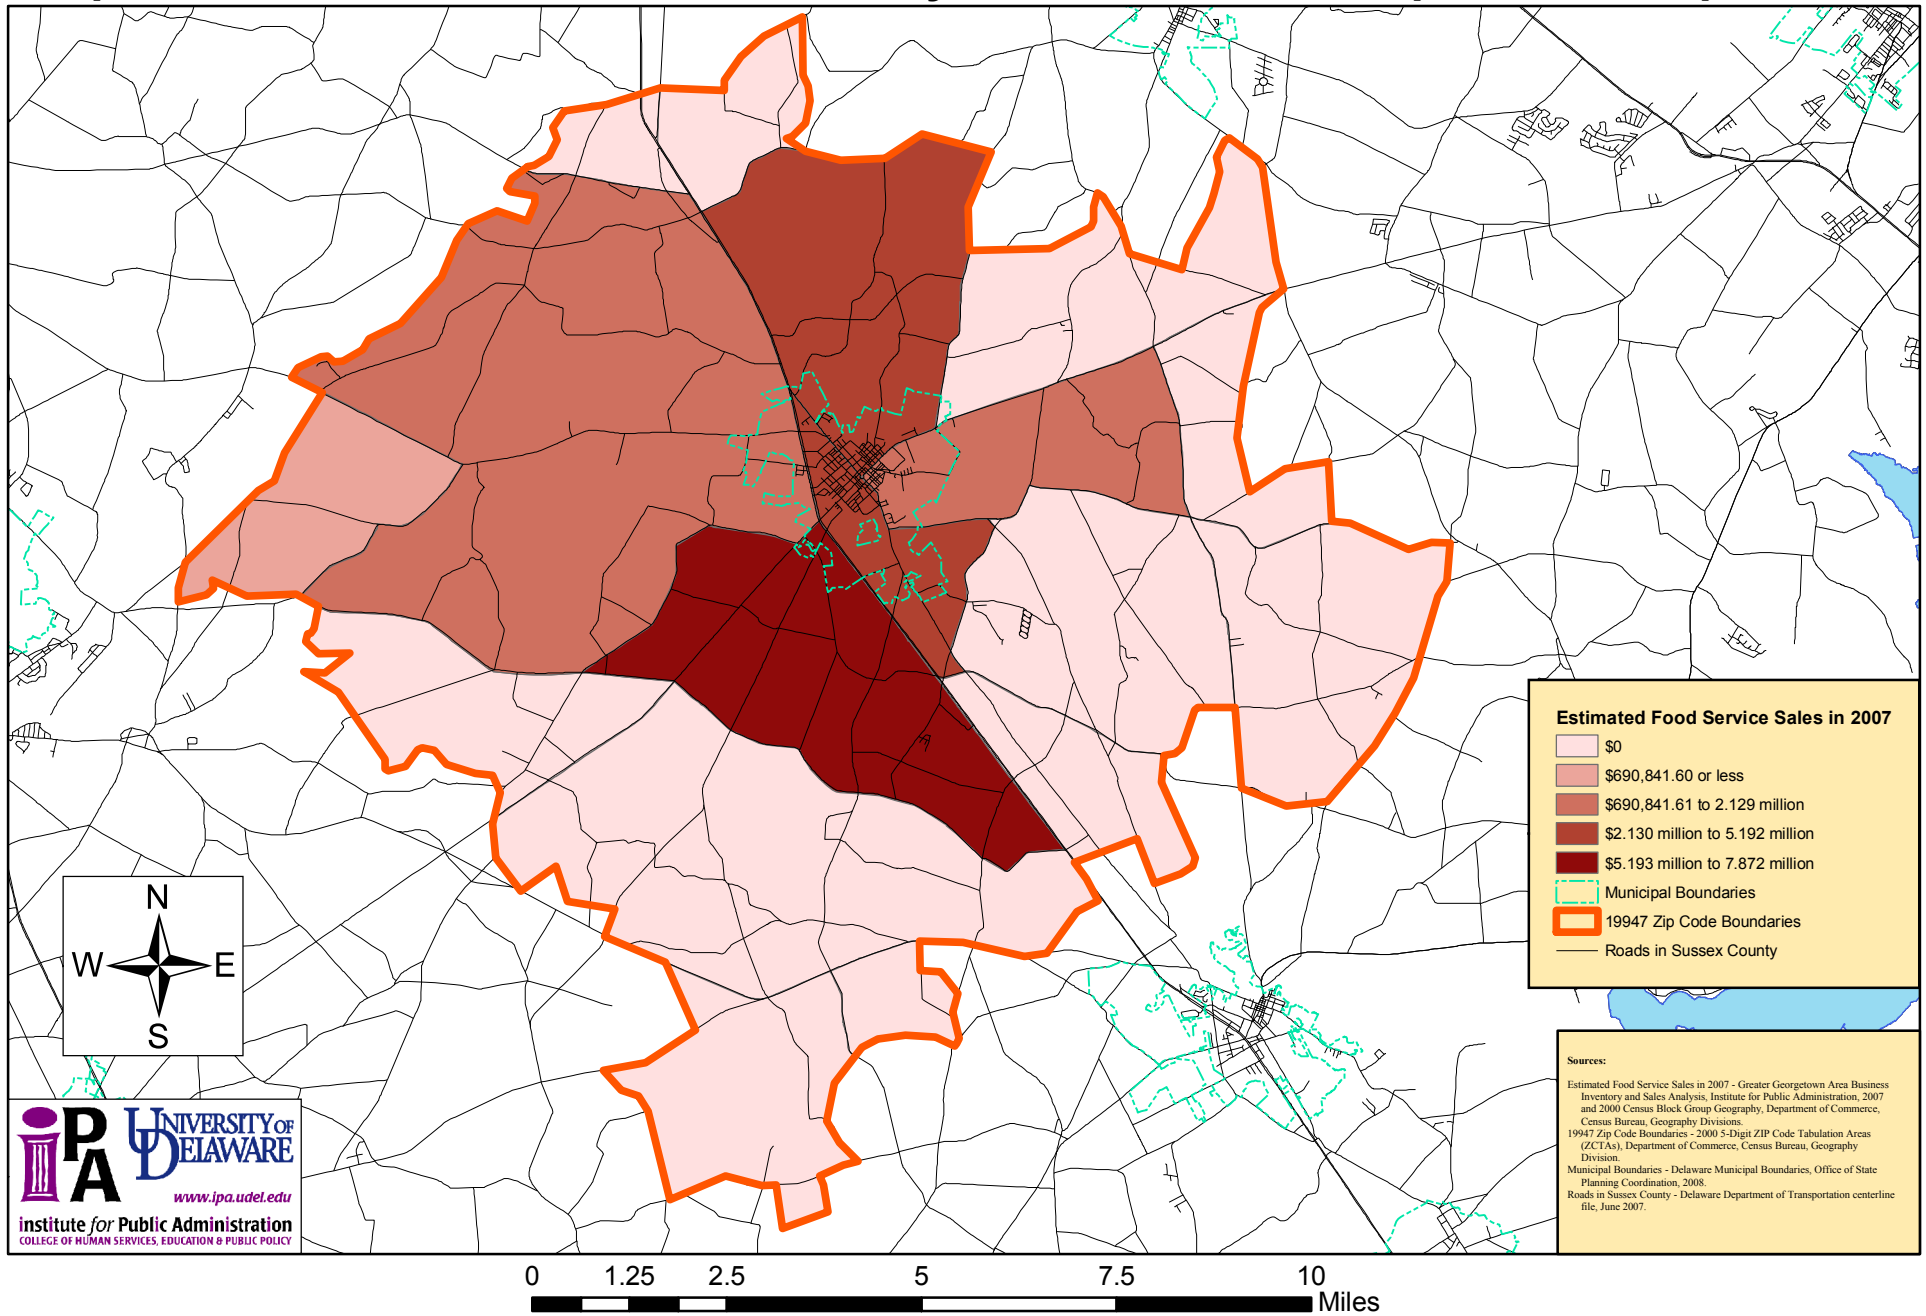 Estimated Food Service Sales in 2007
$0
$690,841.60 or less
$690,841.61 to 2.129 million
$2.130 million to 5.192 million
$5.193 million to 7.872 million
Municipal Boundaries
19947 Zip Code Boundaries
Roads in Sussex County
N
W E
S
Sources:
Estimated Food Service Sales in 2007 - Greater Georgetown Area Business
Inventory and Sales Analysis, Institute for Public Administration, 2007
and 2000 Census Block Group Geography, Department of Commerce,
Census Bureau, Geography Divisions.
19947 Zip Code Boundaries - 2000 5-Digit ZIP Code Tabulation Areas
(ZCTAs), Department of Commerce, Census Bureau, Geography
Division.
Municipal Boundaries - Delaware Municipal Boundaries, Office of State
Planning Coordination, 2008.
Roads in Sussex County - Delaware Department of Transportation centerline
file, June 2007.
iPA
UD
UNIVERSITY OF
DELAWARE
www.ipa.udel.edu
institute for Public Administration
COLLEGE OF HUMAN SERVICES, EDUCATION & PUBLIC POLICY
0 1.25 2.5 5 7.5 10
Miles